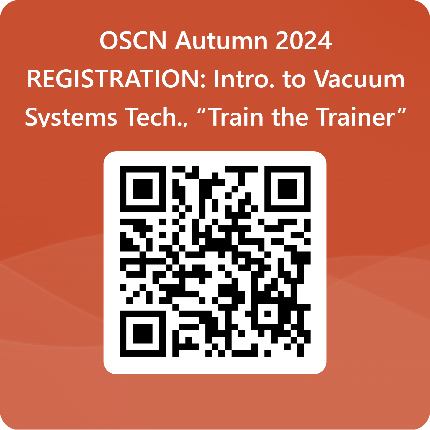 OSCN Autumn 2024
REGISTRATION: Intro. to Vacuum
Systems Tech., “Train the Trainer”